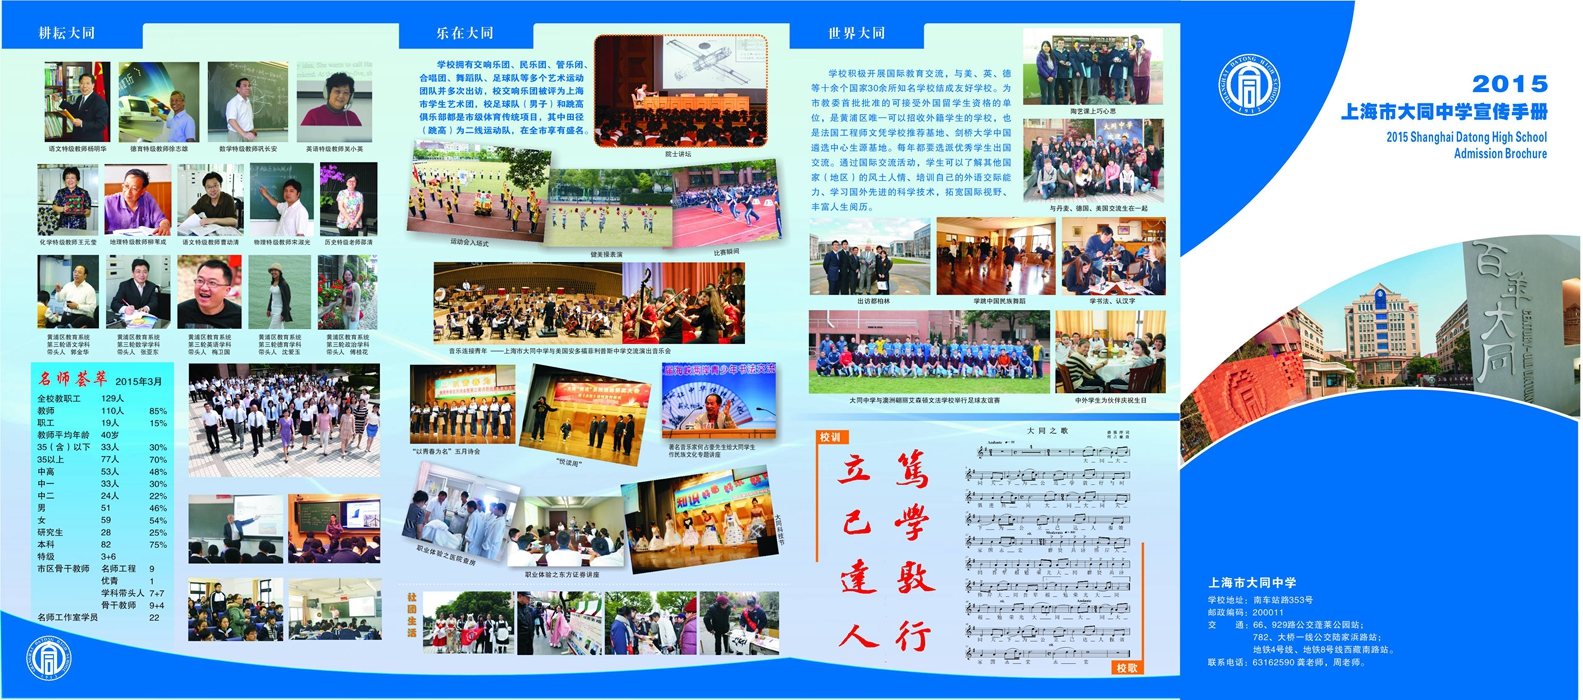 耕耘大同
语文特级教师杨明华
德育特级教师徐志雄
数学特级教师巩长安
英语特级教师吴小英
化学特级教师王元莹
地理特级教师柳苇成
语文特级教师曹劼清
物理特级教师宋淑光
历史特级老师邵清
黄浦区教育系统
第三轮语文学科
带头人 郭金华
黄浦区教育系统
第三轮数学学科
带头人 张亚东
黄浦区教育系统
第三轮英语学科
带头人 梅卫国
黄浦区教育系统
第三轮德育学科
带头人 沈爱玉
黄浦区教育系统
第三轮政治学科
带头人 傅桂花
名师荟萃 2015年3月
全校教职工 129人
教师 110人 85%
职工 19人 15%
教师平均年龄 40岁
35(含)以下 33人 30%
35以上 77人 70%
中高 53人 48%
中一 33人 30%
中二 24人 22%
男 51 46%
女 59 54%
研究生 28 25%
本科 82 75%
特级 3+6
市区骨干教师 名师工程 9
优青 1
学科带头人 7+7
骨干教师 9+4
名师工作室学员 22
乐在大同
学校拥有交响乐团、民乐团、管乐团、
合唱团、舞蹈队、足球队等多个艺术运动
团队并多次出访，校交响乐团被评为上海
市学生艺术团，校足球队（男子）和跳高
俱乐部都是市级体育传统项目，其中田径
（跳高）为二线运动队，在全市享有盛名。
院士讲坛
运动会入场式
健美操表演
比赛瞬间
音乐连接青年 ——上海市大同中学与美国安多福菲利普斯中学交流演出音乐会
“以青春为名”五月诗会
“悦读周”
著名音乐家何占豪先生给大同学生
作民族文化专题讲座
职业体验之医院查房
职业体验之东方证券讲座
大同科技节
社团生活
世界大同
学校积极开展国际教育交流，与美、英、德
等十余个国家30余所知名学校结成友好学校。为
市教委首批批准的可接受外国留学生资格的单
位，是黄浦区唯一可以招收外籍学生的学校，也
是法国工程师文凭学校推荐基地、剑桥大学中国
遴选中心生源基地。每年都要选派优秀学生出国
交流。通过国际交流活动，学生可以了解其他国
家（地区）的风土人情、培训自己的外语交际能
力、学习国外先进的科学技术，拓宽国际视野、
丰富人生阅历。
陶艺课上巧心思
与丹麦、德国、美国交流生在一起
出访都柏林
学跳中国民族舞蹈
学书法、认汉字
大同中学与澳洲翩丽艾森顿文法学校举行足球友谊赛
中外学生为伙伴庆祝生日
校训
篤學敦行
立己達人
大同之歌
校歌
SHANGHAI DATONG HIGH SCHOOL
1912
2015
上海市大同中学宣传手册
2015 Shanghai Datong High School
Admission Brochure
百年大同
上海市大同中学
学校地址：南车站路353号
邮政编码：200011
交 通：66、929路公交蓬莱公园站；
782、大桥一线公交陆家浜路站；
地铁4号线、地铁8号线西藏南路站。
联系电话：63162590 龚老师，周老师。